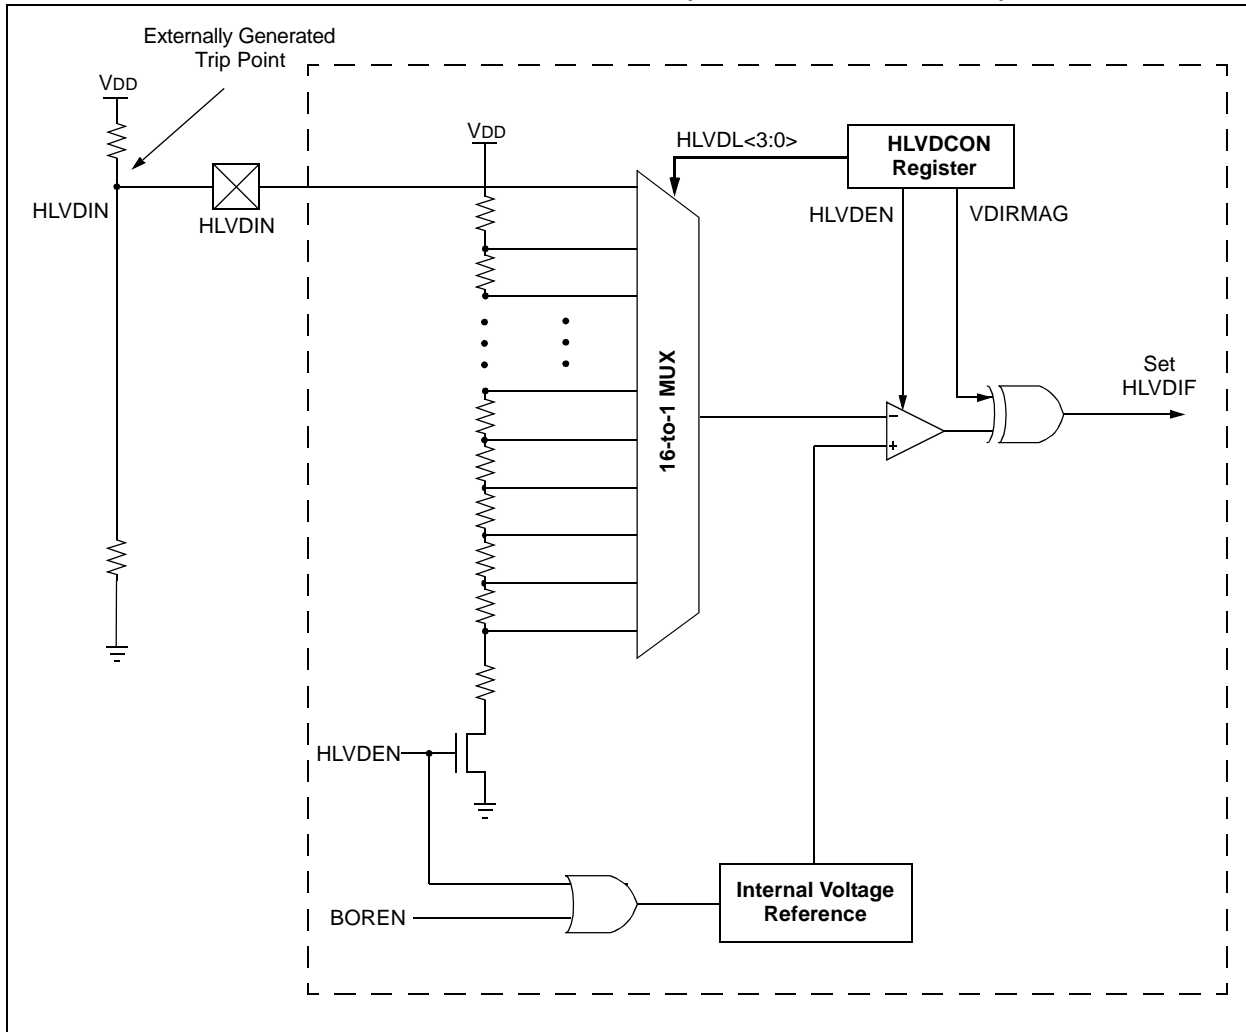 Externally Generated
Trip Point
VDD
VDD
HLVDL<3:0>
HLVDCON
Register
HLVDIN
HLVDIN
HLVDEN
VDIRMAG
16-to-1 MUX
Set
HLVDIF
−
+
HLVDEN
BOREN
Internal Voltage
Reference